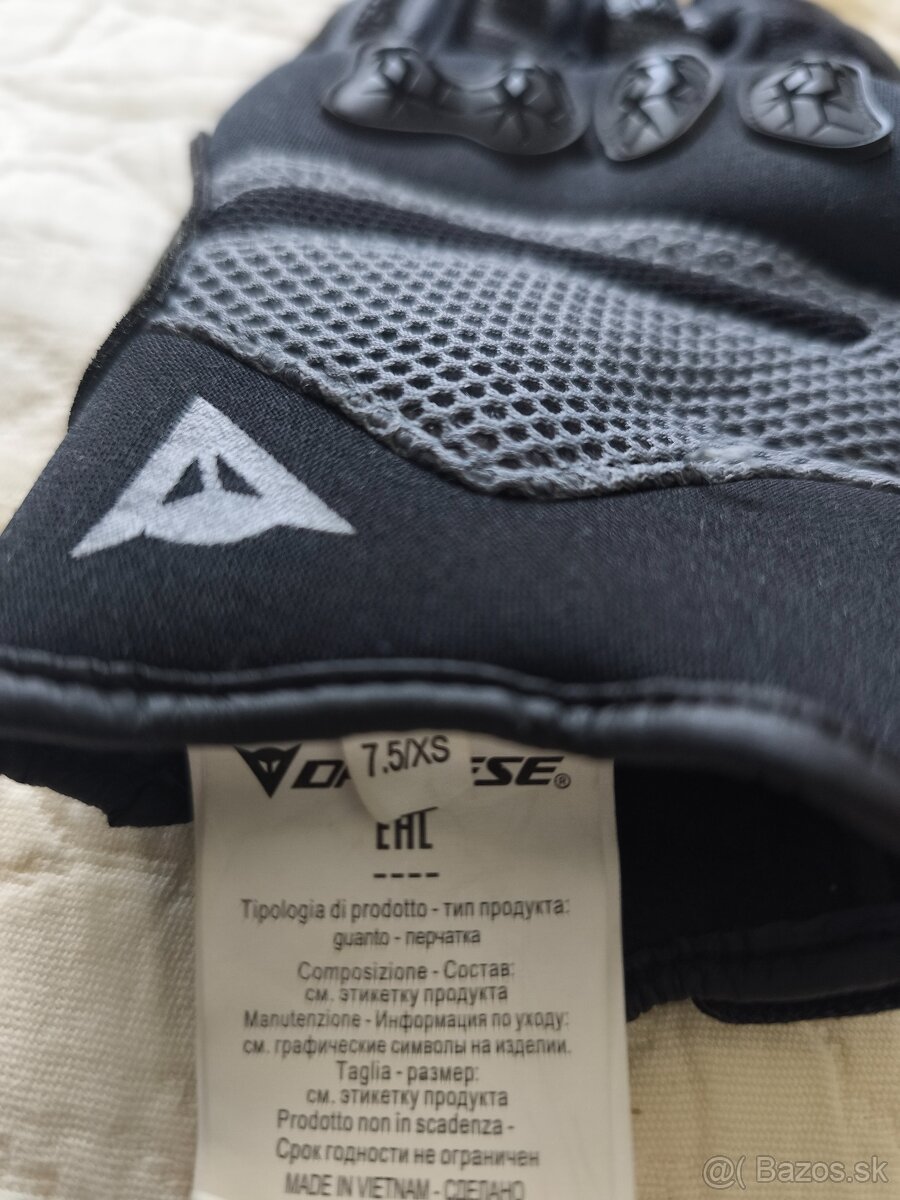 7.5/XS
EAC
----
Tipologia di prodotto - тип продукта:
guanto - перчатка
Composizione - Состав:
см. этикетку продукта
Manutenzione - Информация по уходу:
см. графические символы на изделии.
Taglia - размер:
см. этикетку продукта
Prodotto non in scadenza -
Срок годности не ограничен
MADE IN VIETNAM - СДЕЛАНО
@( Bazos.sk